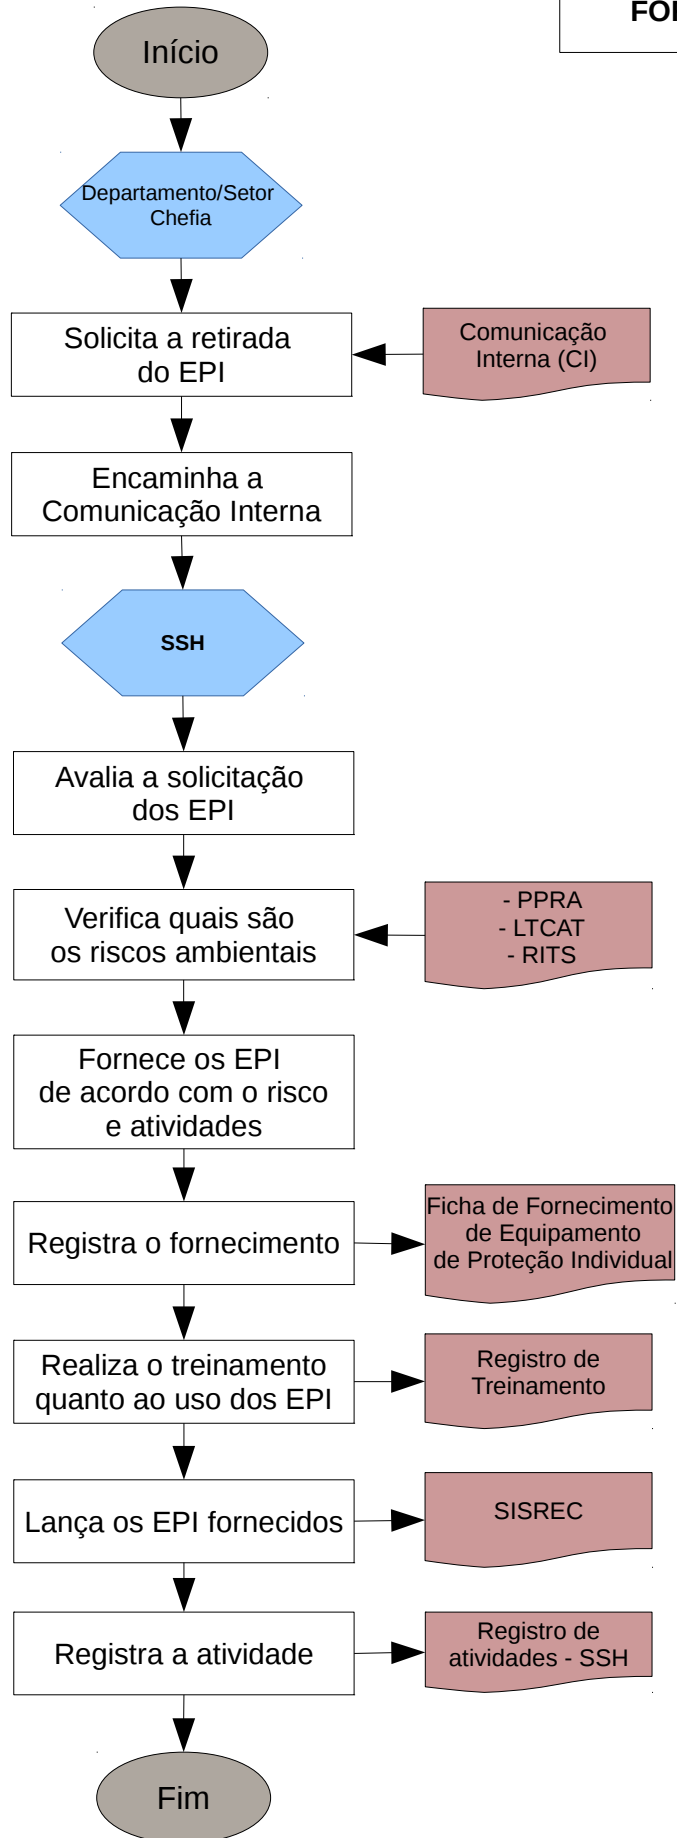 Início
Departamento/Setor
Chefia
Solicita a retirada
do EPI
Comunicação
Interna (CI)
Encaminha a
Comunicação Interna
SSH
Avalia a solicitação
dos EPI
Verifica quais são
os riscos ambientais
- PPRA
- LTCAT
- RITS
Fornece os EPI
de acordo com o risco
e atividades
Registra o fornecimento
Ficha de Fornecimento
de Equipamento
de Proteção Individual
Realiza o treinamento
quanto ao uso dos EPI
Registro de
Treinamento
Lança os EPI fornecidos
SISREC
Registra a atividade
Registro de
atividades - SSH
Fim